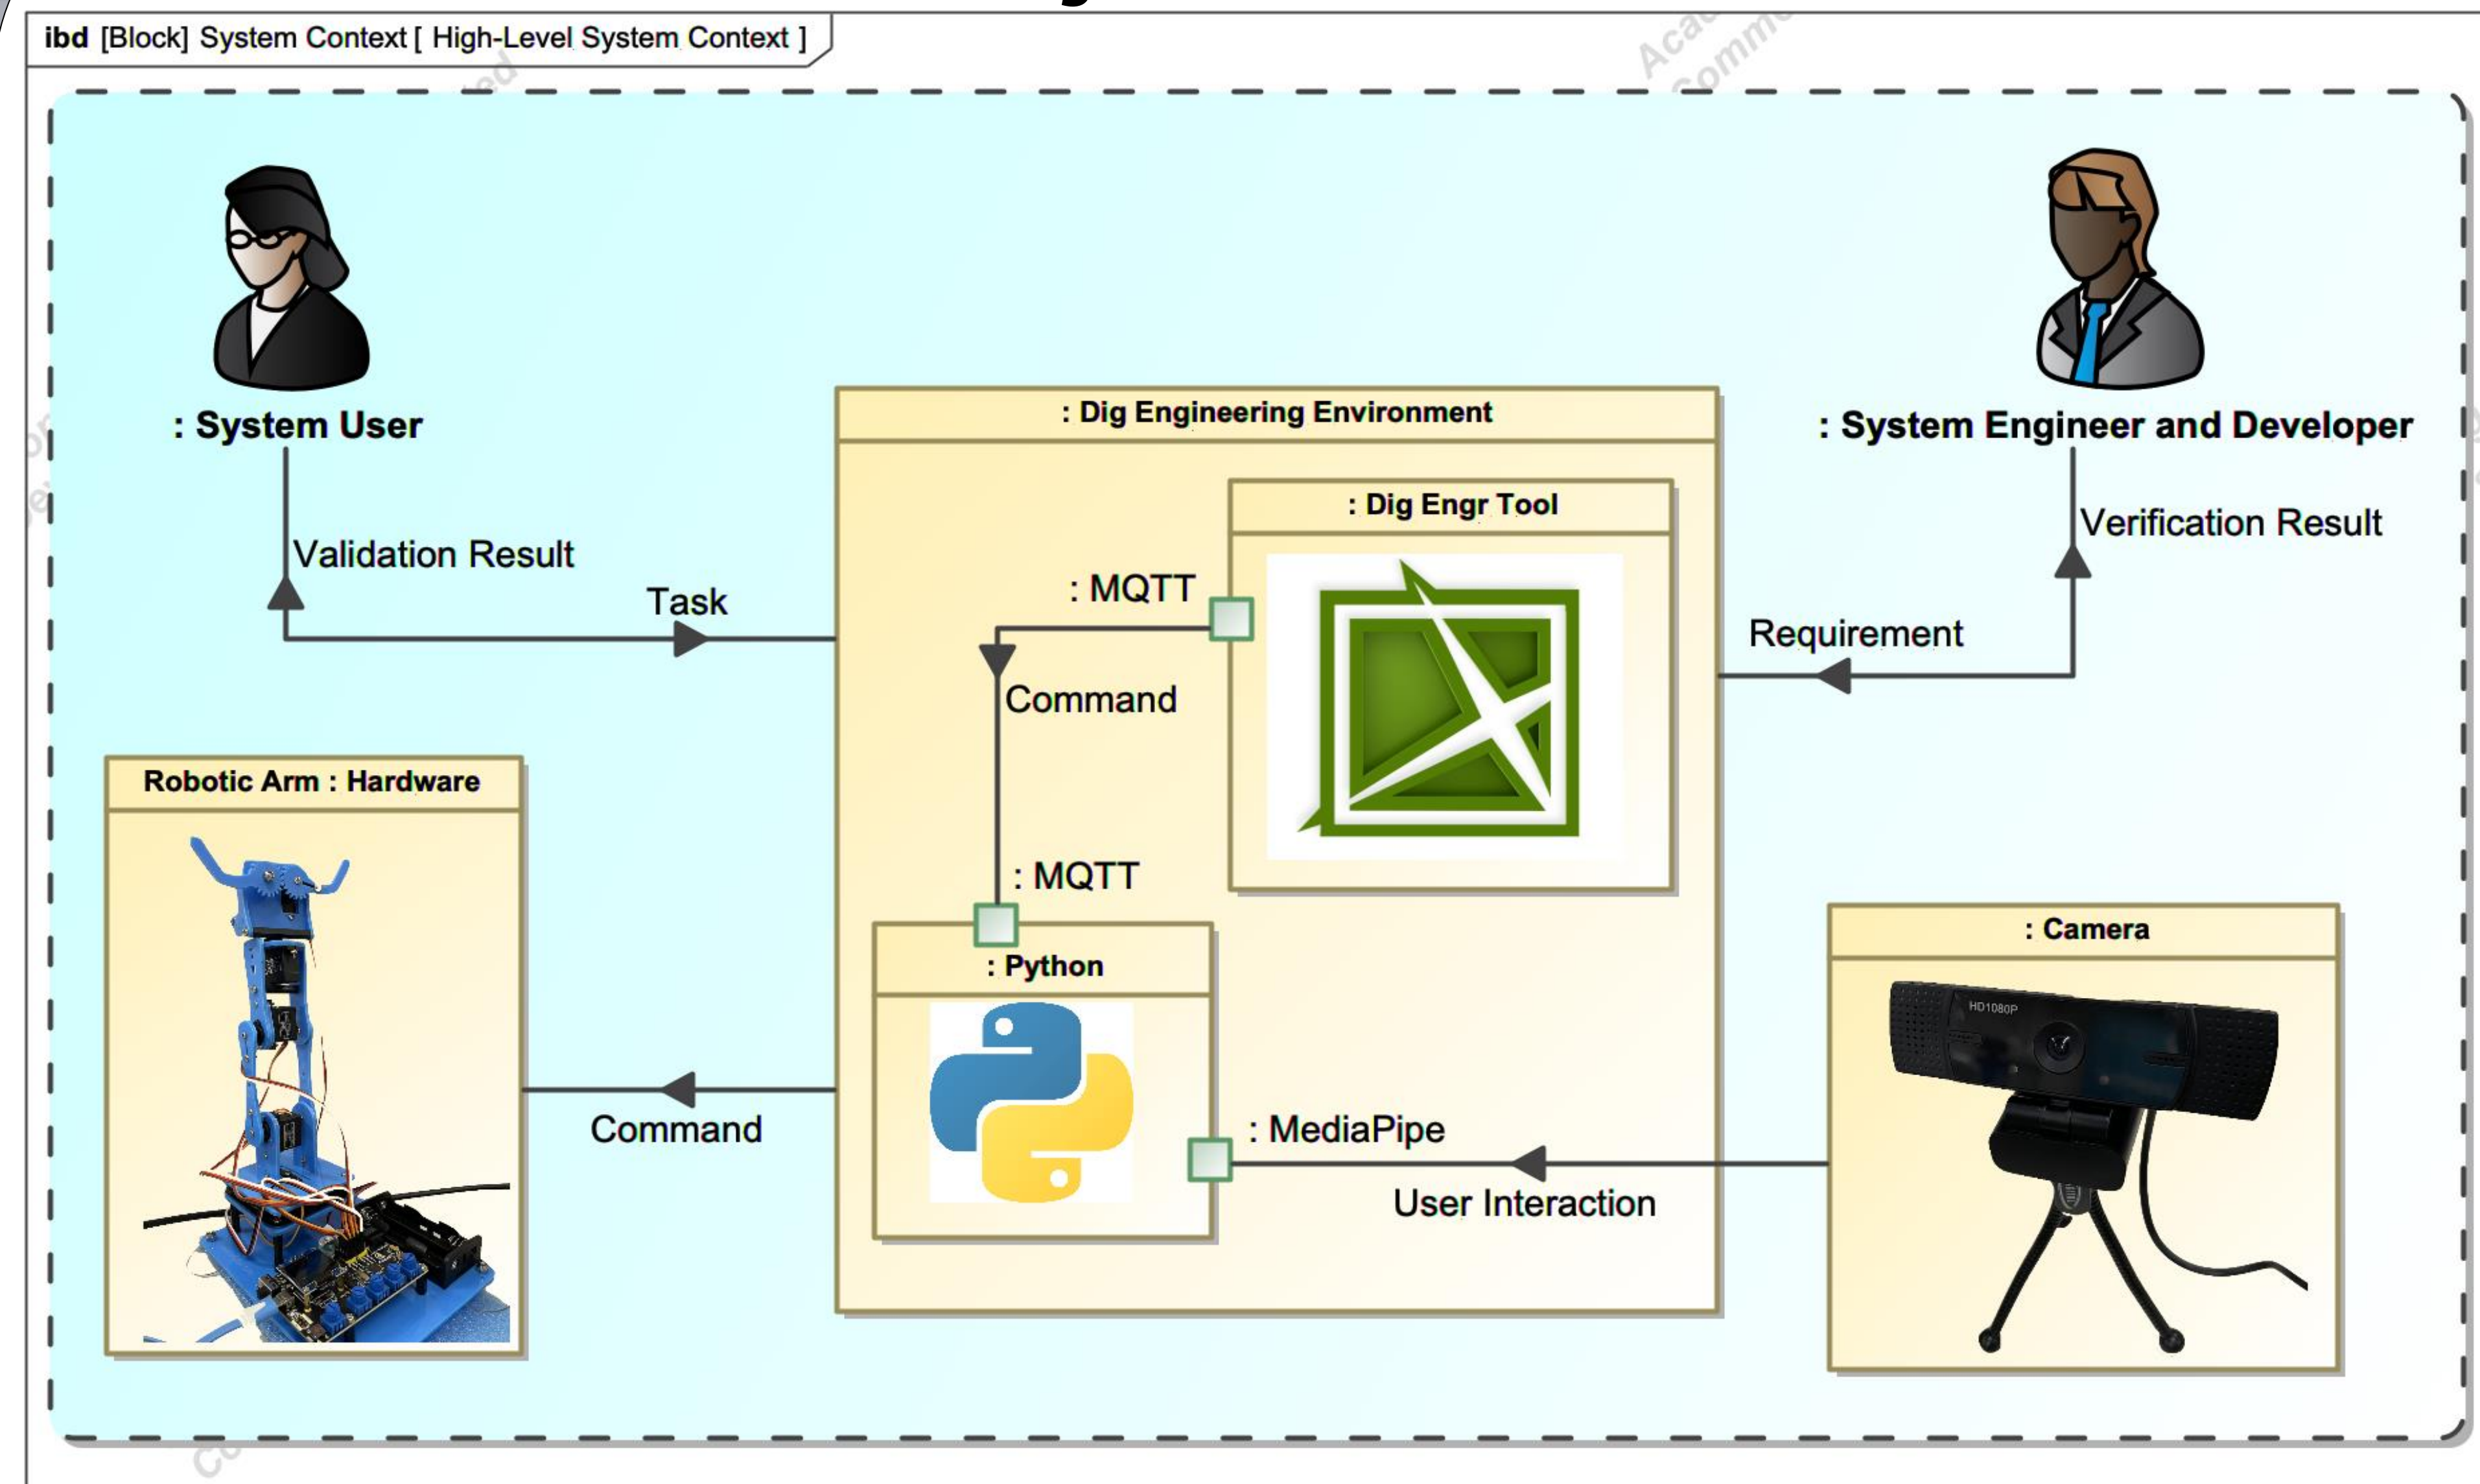 ibd [Block] System Context [ High-Level System Context ]
: System User
: System Engineer and Developer
: Dig Engineering Environment
: Dig Engr Tool
Validation Result
Verification Result
Task
: MQTT
Requirement
Command
Robotic Arm : Hardware
: MQTT
: Camera
: Python
HD1080P
Command
: MediaPipe
User Interaction